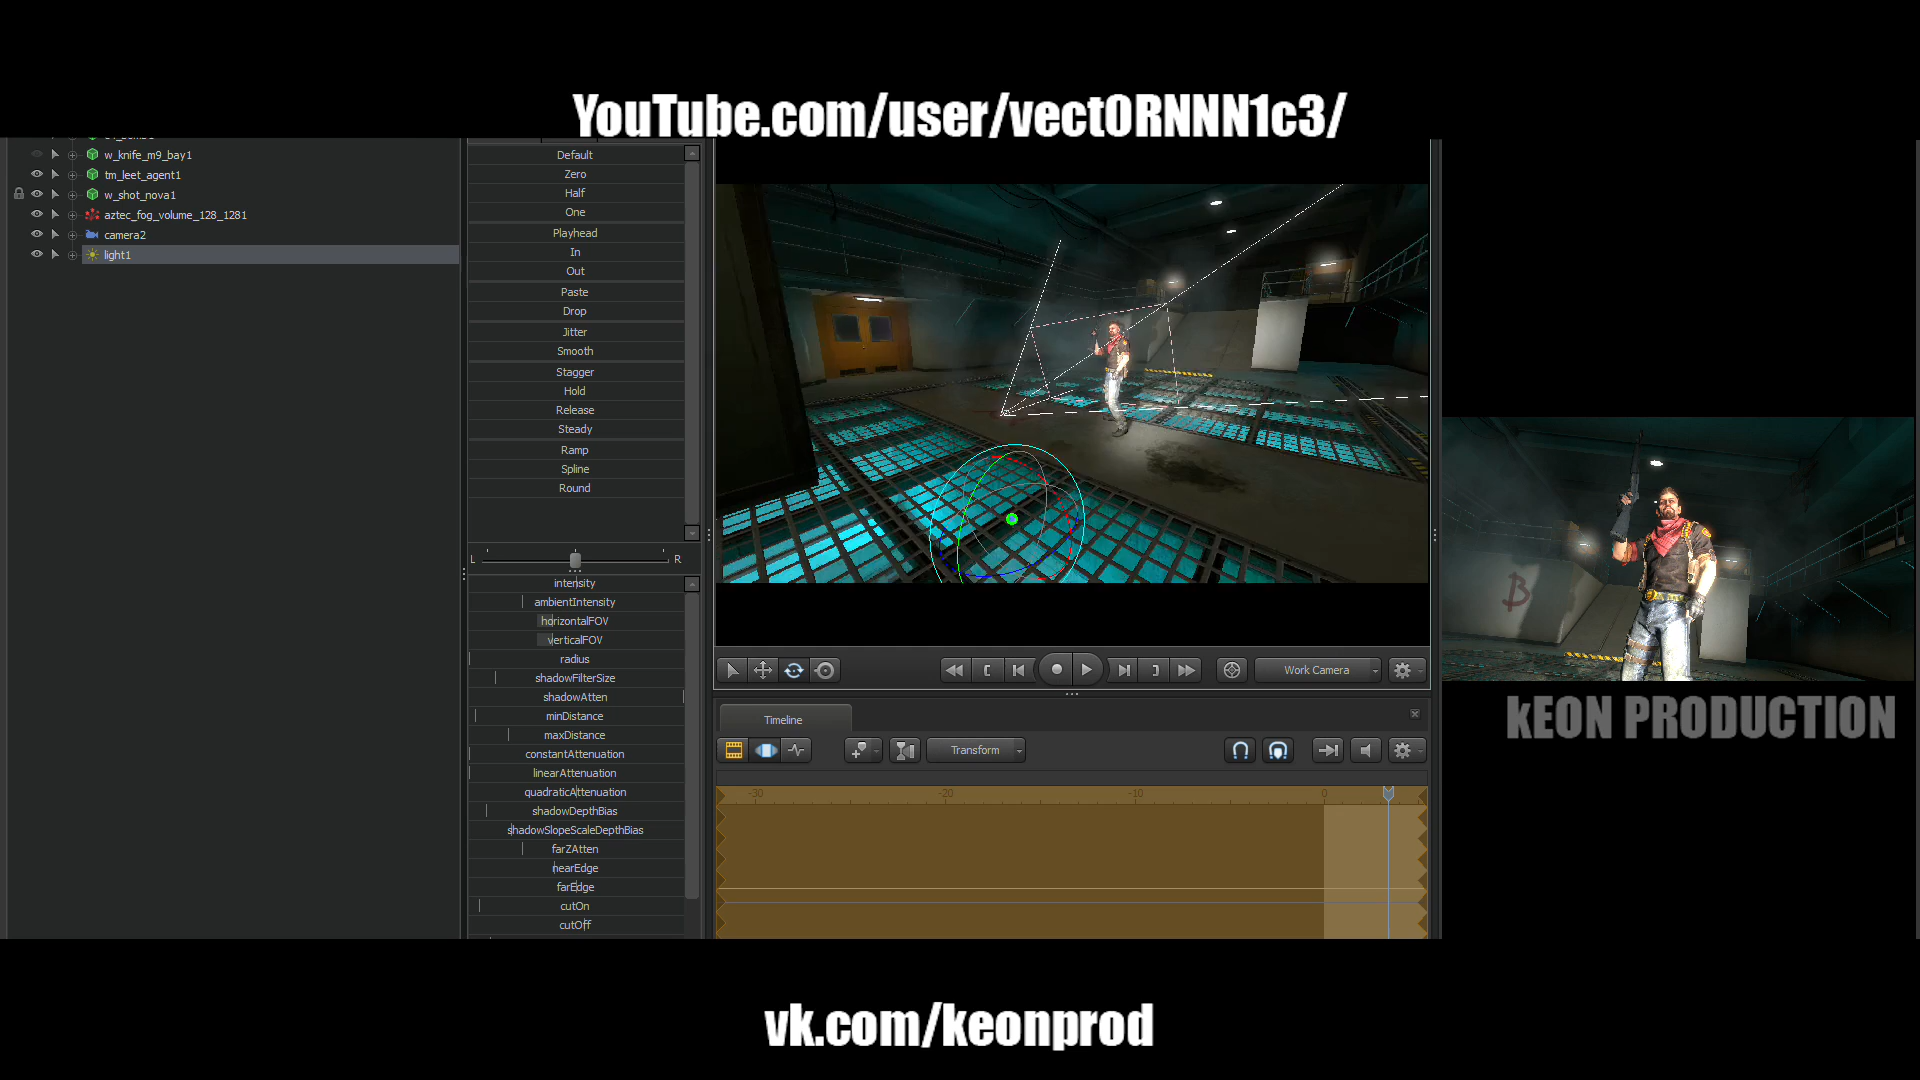 YouTube.com/user/vect0RNNN1c3/
w_knife_m9_bay1
tm_leet_agent1
w_shot_nova1
aztec_fog_volume_128_1281
camera2
light1
Default
Zero
Half
One
Playhead
In
Out
Paste
Drop
Jitter
Smooth
Stagger
Hold
Release
Steady
Ramp
Spline
Round
L R
intensity
ambientIntensity
horizontalFOV
verticalFOV
radius
shadowFilterSize
shadowAtten
minDistance
maxDistance
constantAttenuation
linearAttenuation
quadraticAttenuation
shadowDepthBias
shadowSlopeScaleDepthBias
farZAtten
nearEdge
farEdge
cutOn
cutOff
Work Camera
Timeline
Transform
-30 -20 -10 0
B
kEON PRODUCTION
vk.com/keonprod